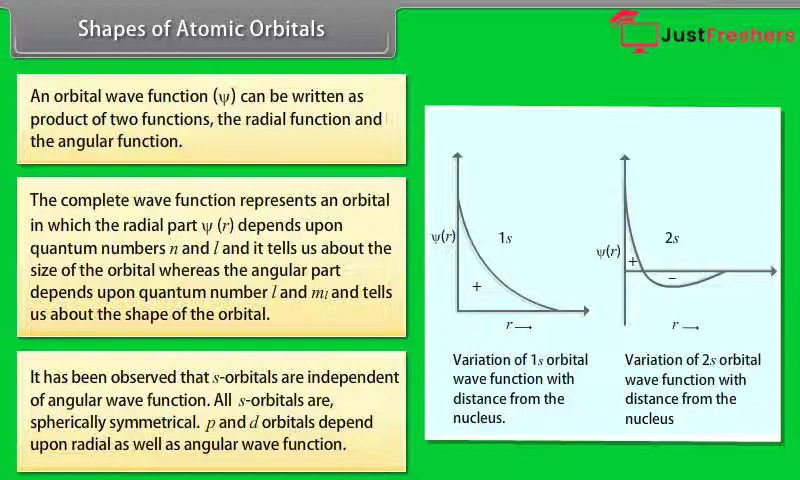 Shapes of Atomic Orbitals
JustFreshers
An orbital wave function (ψ) can be written as
product of two functions, the radial function and
the angular function.
The complete wave function represents an orbital
in which the radial part ψ (r) depends upon
quantum numbers n and l and it tells us about the
size of the orbital whereas the angular part
depends upon quantum number l and mₗ and tells
us about the shape of the orbital.
It has been observed that s-orbitals are independent
of angular wave function. All s-orbitals are,
spherically symmetrical. p and d orbitals depend
upon radial as well as angular wave function.
ψ(r)
1s
+
r →
Variation of 1s orbital
wave function with
distance from the
nucleus.
ψ(r)
2s
+
−
r →
Variation of 2s orbital
wave function with
distance from the
nucleus